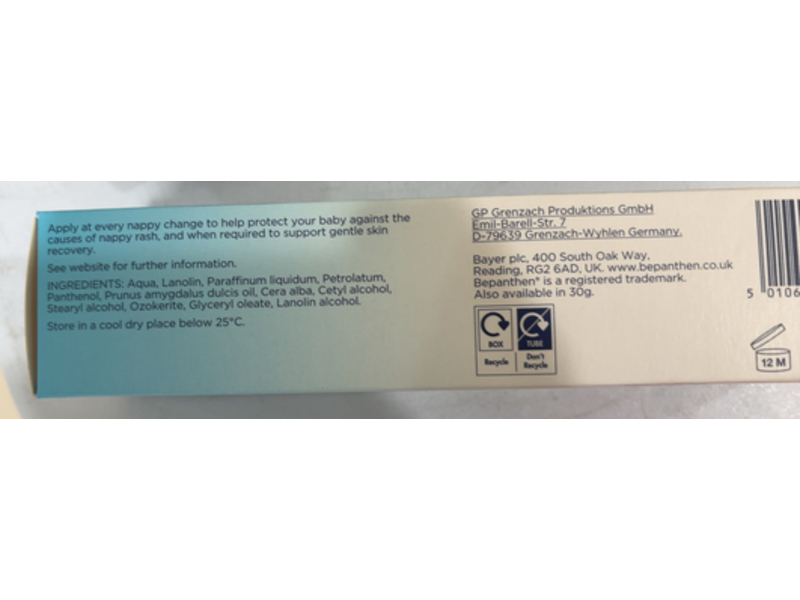 Apply at every nappy change to help protect your baby against the
causes of nappy rash, and when required to support gentle skin
recovery.
See website for further information.
INGREDIENTS: Aqua, Lanolin, Paraffinum liquidum, Petrolatum,
Panthenol, Prunus amygdalus dulcis oil, Cera alba, Cetyl alcohol,
Stearyl alcohol, Ozokerite, Glyceryl oleate, Lanolin alcohol.
Store in a cool dry place below 25°C.
GP Grenzach Produktions GmbH
Emil-Barell-Str. 7
D-79639 Grenzach-Wyhlen Germany.
Bayer plc, 400 South Oak Way,
Reading, RG2 6AD, UK. www.bepanthen.co.uk
Bepanthen® is a registered trademark.
Also available in 30g.
BOX
Recycle
TUBE
Don't
Recycle
5 0106
12 M